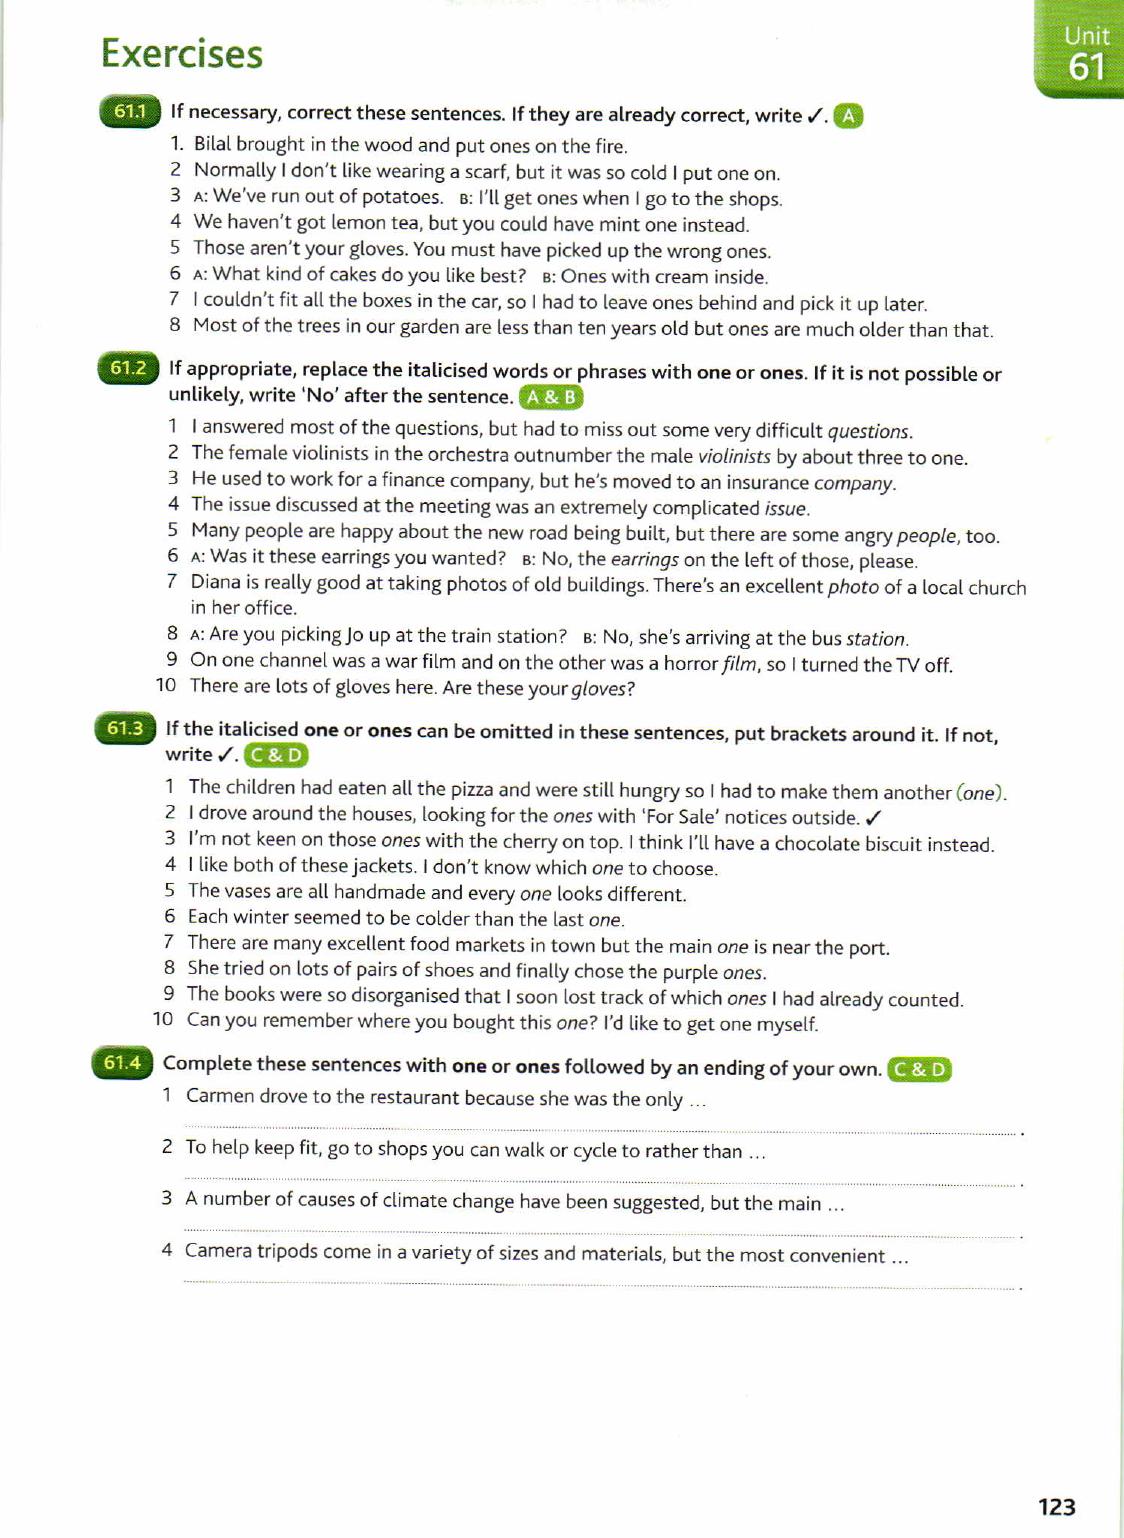 Unit
61
Exercises
61.1 If necessary, correct these sentences. If they are already correct, write ✓. A
1. Bilal brought in the wood and put ones on the fire.
2 Normally I don't like wearing a scarf, but it was so cold I put one on.
3 A: We've run out of potatoes. B: I'll get ones when I go to the shops.
4 We haven't got lemon tea, but you could have mint one instead.
5 Those aren't your gloves. You must have picked up the wrong ones.
6 A: What kind of cakes do you like best? B: Ones with cream inside.
7 I couldn't fit all the boxes in the car, so I had to leave ones behind and pick it up later.
8 Most of the trees in our garden are less than ten years old but ones are much older than that.
61.2 If appropriate, replace the italicised words or phrases with one or ones. If it is not possible or
unlikely, write 'No' after the sentence. A & B
1 I answered most of the questions, but had to miss out some very difficult questions.
2 The female violinists in the orchestra outnumber the male violinists by about three to one.
3 He used to work for a finance company, but he's moved to an insurance company.
4 The issue discussed at the meeting was an extremely complicated issue.
5 Many people are happy about the new road being built, but there are some angry people, too.
6 A: Was it these earrings you wanted? B: No, the earrings on the left of those, please.
7 Diana is really good at taking photos of old buildings. There's an excellent photo of a local church
in her office.
8 A: Are you picking Jo up at the train station? B: No, she's arriving at the bus station.
9 On one channel was a war film and on the other was a horror film, so I turned the TV off.
10 There are lots of gloves here. Are these your gloves?
61.3 If the italicised one or ones can be omitted in these sentences, put brackets around it. If not,
write ✓. C & D
1 The children had eaten all the pizza and were still hungry so I had to make them another (one).
2 I drove around the houses, looking for the ones with 'For Sale' notices outside. ✓
3 I'm not keen on those ones with the cherry on top. I think I'll have a chocolate biscuit instead.
4 I like both of these jackets. I don't know which one to choose.
5 The vases are all handmade and every one looks different.
6 Each winter seemed to be colder than the last one.
7 There are many excellent food markets in town but the main one is near the port.
8 She tried on lots of pairs of shoes and finally chose the purple ones.
9 The books were so disorganised that I soon lost track of which ones I had already counted.
10 Can you remember where you bought this one? I'd like to get one myself.
61.4 Complete these sentences with one or ones followed by an ending of your own. C & D
1 Carmen drove to the restaurant because she was the only ...
2 To help keep fit, go to shops you can walk or cycle to rather than ...
3 A number of causes of climate change have been suggested, but the main ...
4 Camera tripods come in a variety of sizes and materials, but the most convenient ...
123